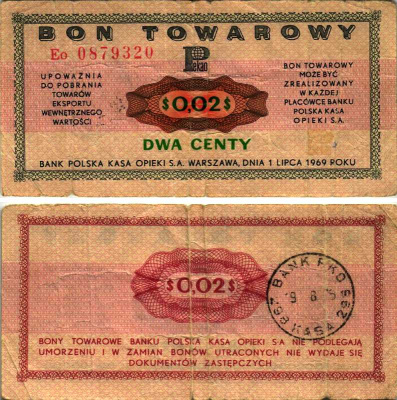 BON TOWAROWY
Eo 0879320
UPOWAŻNIA
DO POBRANIA
TOWARÓW
EKSPORTU
WEWNĘTRZNEGO
WARTOŚCI
$0,02$
BON TOWAROWY
MOŻE BYĆ
ZREALIZOWANY
W KAŻDEJ
PLACÓWCE BANKU
POLSKA KASA
OPIEKI S.A.
DWA CENTY
BANK POLSKA KASA OPIEKI S.A. WARSZAWA, DNIA 1 LIPCA 1969 ROKU
$0,02$
BANK PKO
KASA
BONY TOWAROWE BANKU POLSKA KASA OPIEKI S.A. NIE PODLEGAJĄ
UMORZENIU I W ZAMIAN BONÓW UTRACONYCH NIE WYDAJE SIĘ
DOKUMENTÓW ZASTĘPCZYCH